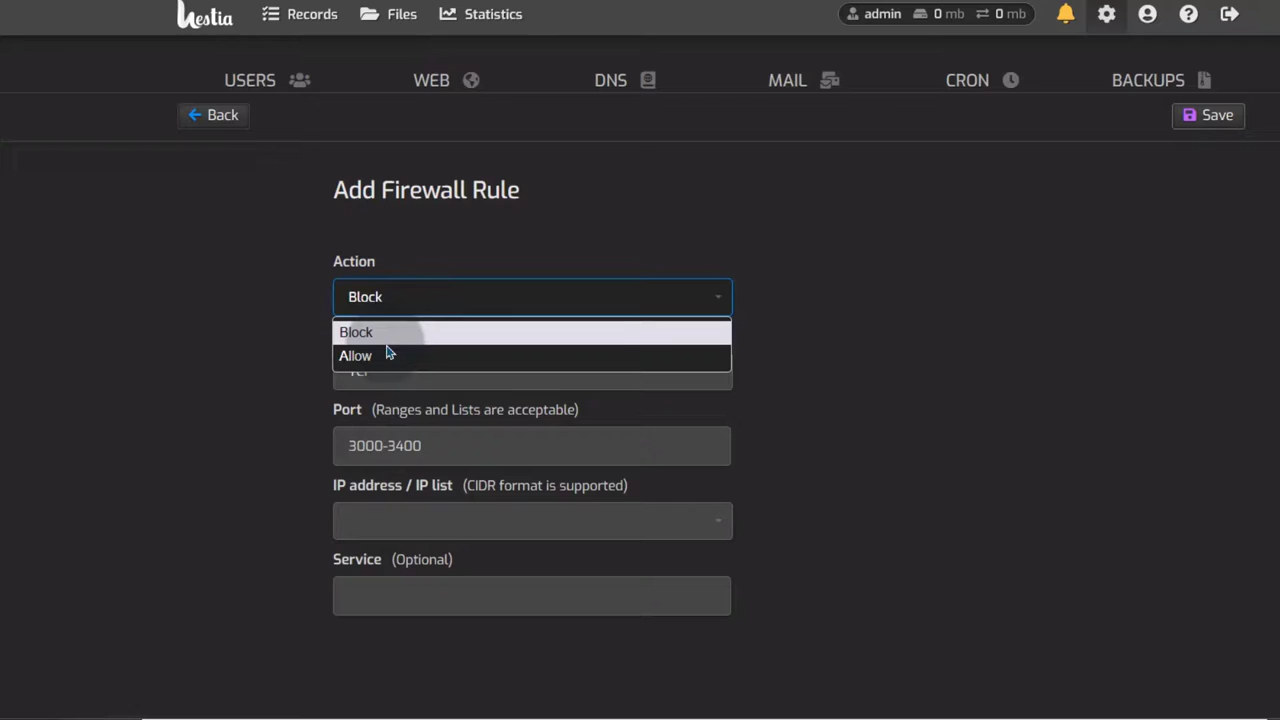 hestia
Records
Files
Statistics
admin
0 mb
0 mb
USERS
WEB
DNS
MAIL
CRON
BACKUPS
Back
Save
Add Firewall Rule
Action
Block
Block
Allow
Port (Ranges and Lists are acceptable)
3000-3400
IP address / IP list (CIDR format is supported)
Service (Optional)